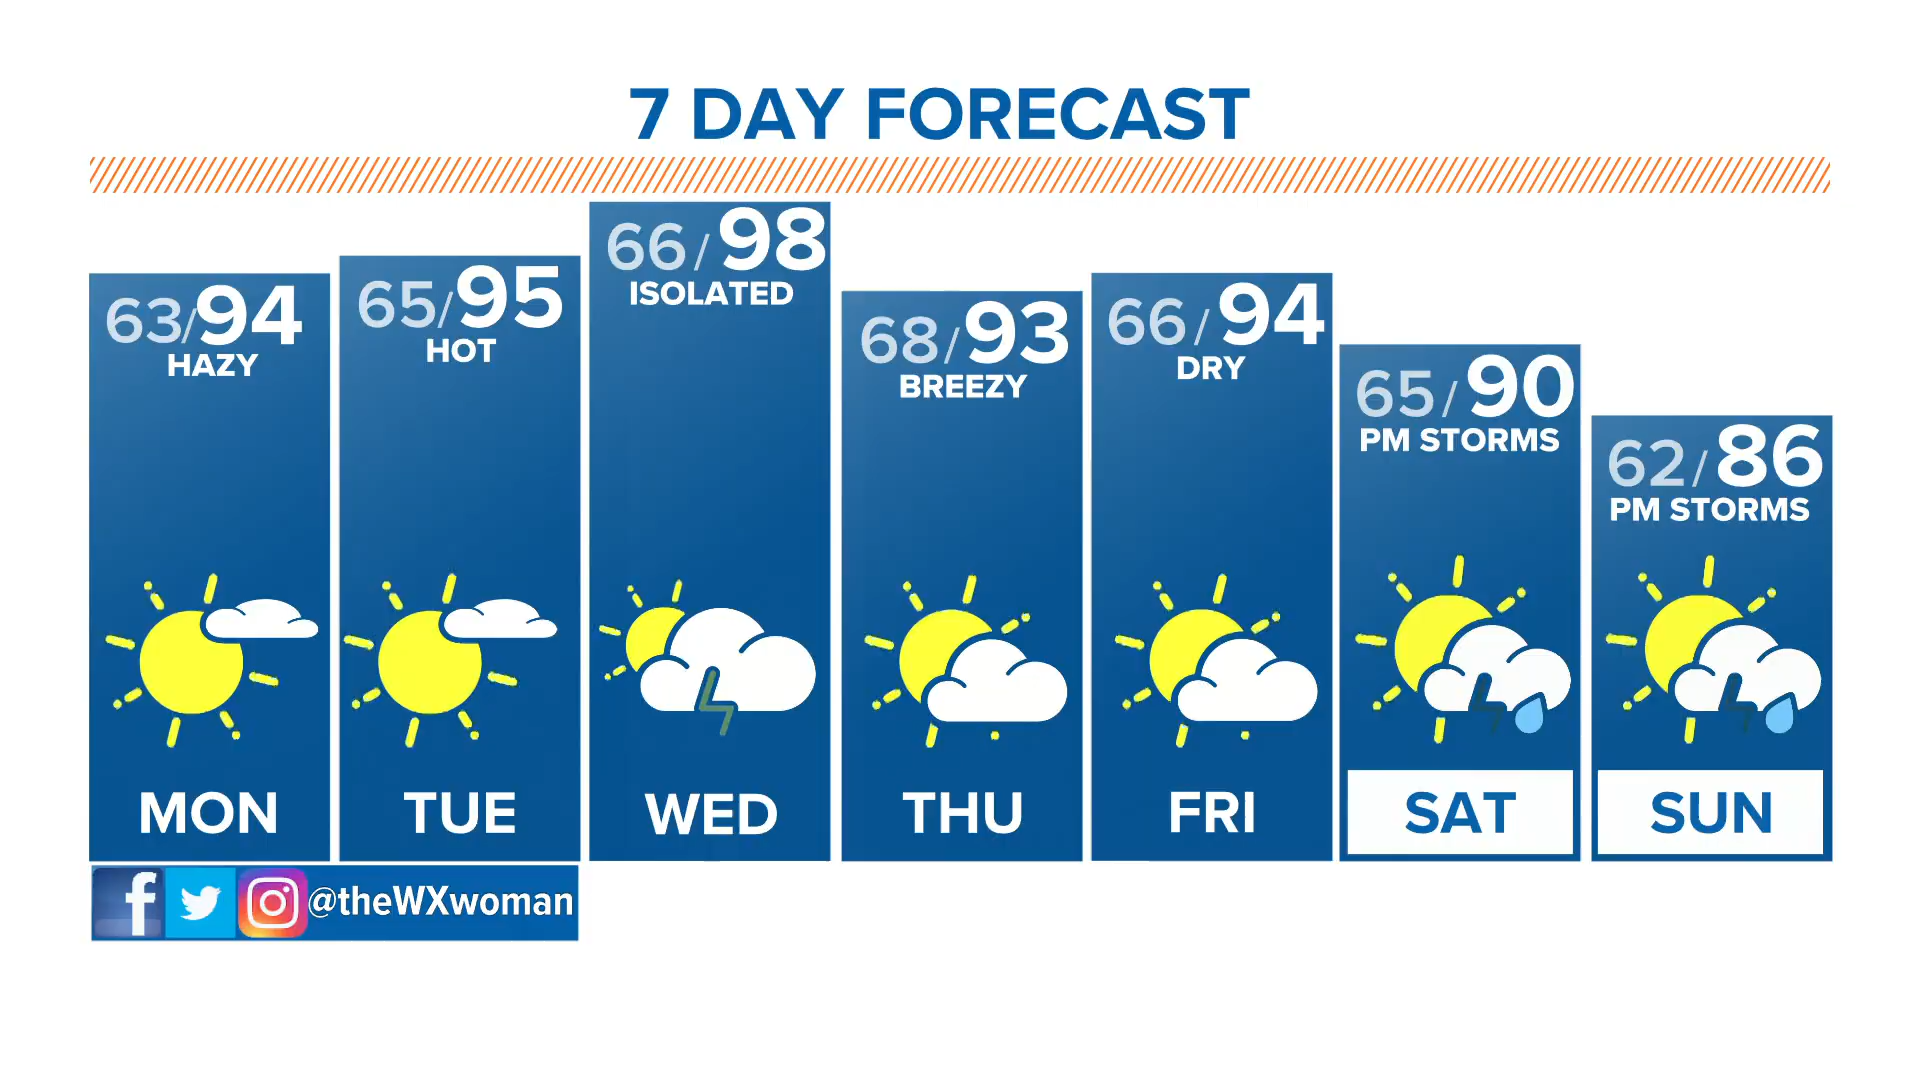 7 DAY FORECAST
63/94
HAZY
MON
65/95
HOT
TUE
66/98
ISOLATED
WED
68/93
BREEZY
THU
66/94
DRY
FRI
65/90
PM STORMS
SAT
62/86
PM STORMS
SUN
f @theWXwoman